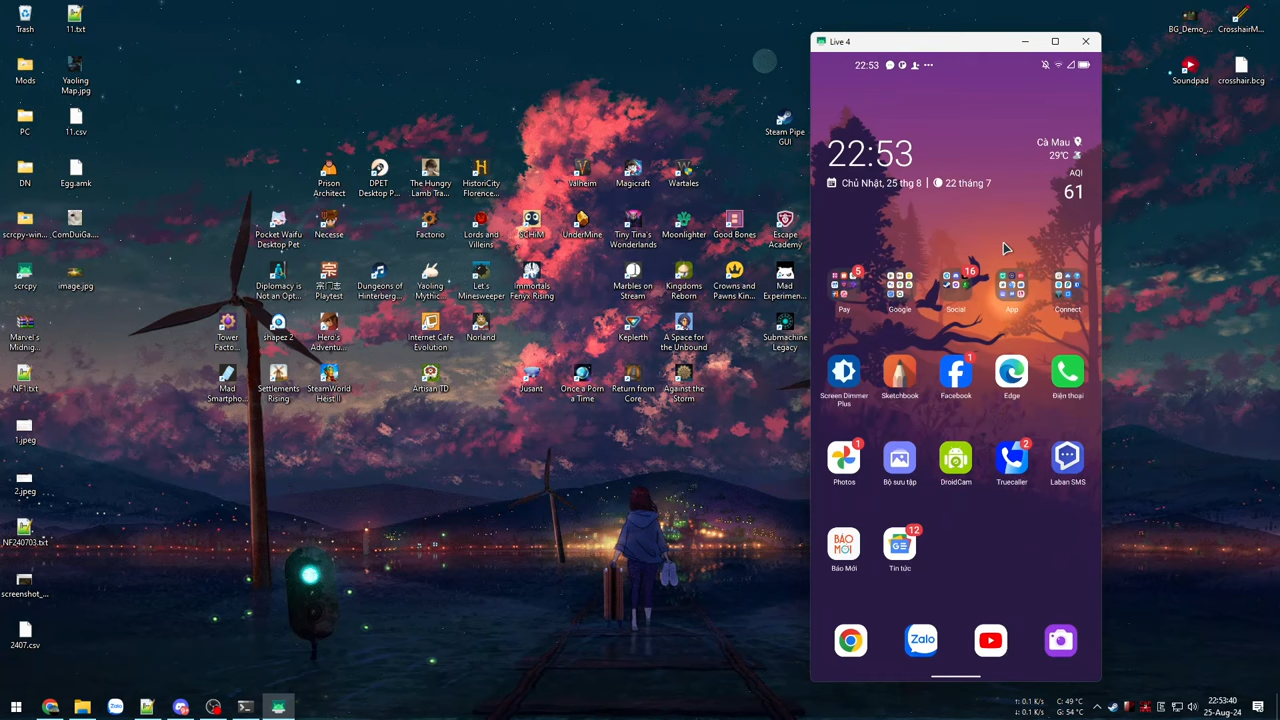 Trash
11.txt
BG_Demo_...
CrosshairM...
Mods
Yaoling
Map.jpg
Soundpad
crosshair.bcg
PC
11.csv
Steam Pipe
GUI
DN
Egg.amk
Prison
Architect
DPET
Desktop P...
The Hungry
Lamb Tra...
HistoriCity
Florence...
Valheim
Magicraft
Wartales
scrcpy-win...
ComDuGa...
Pocket Waifu
Desktop Pet
Necesse
Factorio
Lords and
Villeins
SCHiM
UnderMine
Tiny Tina's
Wonderlands
Moonlighter
Good Bones
Escape
Academy
scrcpy
image.jpg
Diplomacy is
Not an Opt...
Playtest
Dungeons of
Hinterberg...
Yaoling
Mythic...
Let's
Minesweeper
Immortals
Fenyx Rising
Marbles on
Stream
Kingdoms
Reborn
Crowns and
Pawns Kin...
Mad
Experimen...
Marvel's
Midnig...
Tower
Facto...
shapez 2
Hero's
Adventu...
Internet Cafe
Evolution
Norland
Keplerth
A Space for
the Unbound
Submachine
Legacy
NF1.txt
Mad
Smartpho...
Settlements
Rising
SteamWorld
Heist II
Artisan TD
Jusant
Once a Porn
a Time
Return from
Core
Against the
Storm
1.jpeg
2.jpeg
NF240703.txt
screenshot_...
2407.csv
Live 4
22:53
22:53
Cà Mau
29°C
Chủ Nhật, 25 thg 8 | 22 tháng 7
AQI
61
5
16
Pay
Google
Social
App
Connect
1
Screen Dimmer
Plus
Sketchbook
Facebook
Edge
Điện thoại
1
2
Photos
Bộ sưu tập
DroidCam
Truecaller
Laban SMS
BÁO
MỚI
12
GE
Báo Mới
Tin tức
Zalo
Zalo
↑: 0.1 K/s
↓: 0.1 K/s
C: 49 °C
G: 54 °C
22:53:40
25-Aug-24